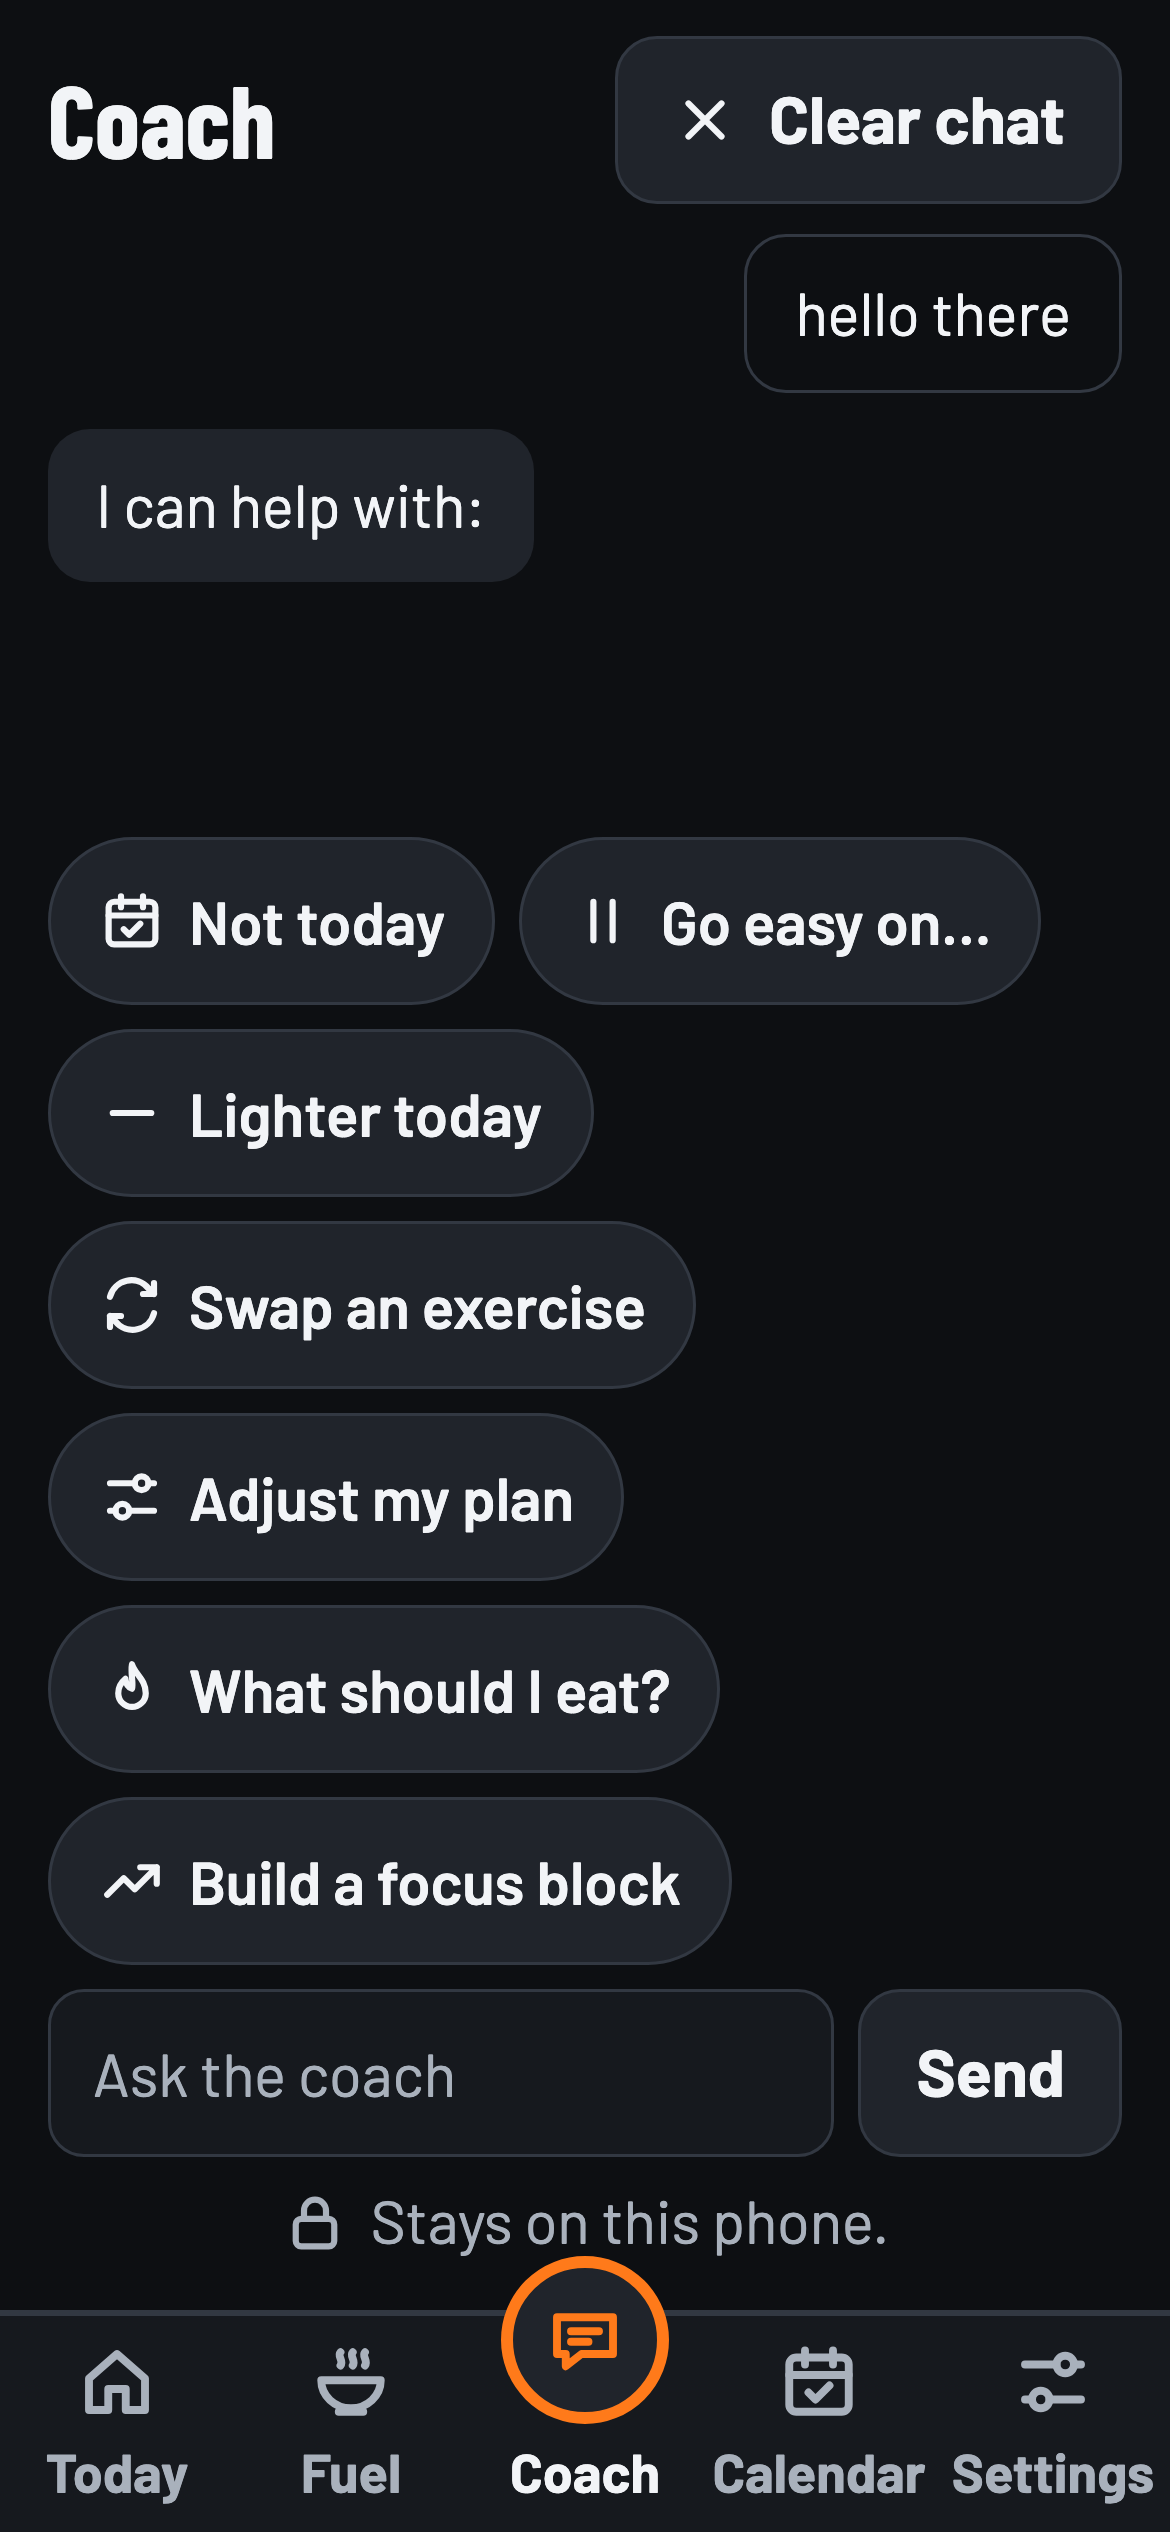 Coach
Clear chat
hello there
I can help with:
Not today
Go easy on...
Lighter today
Swap an exercise
Adjust my plan
What should I eat?
Build a focus block
Ask the coach
Send
Stays on this phone.
Today
Fuel
Coach
Calendar
Settings